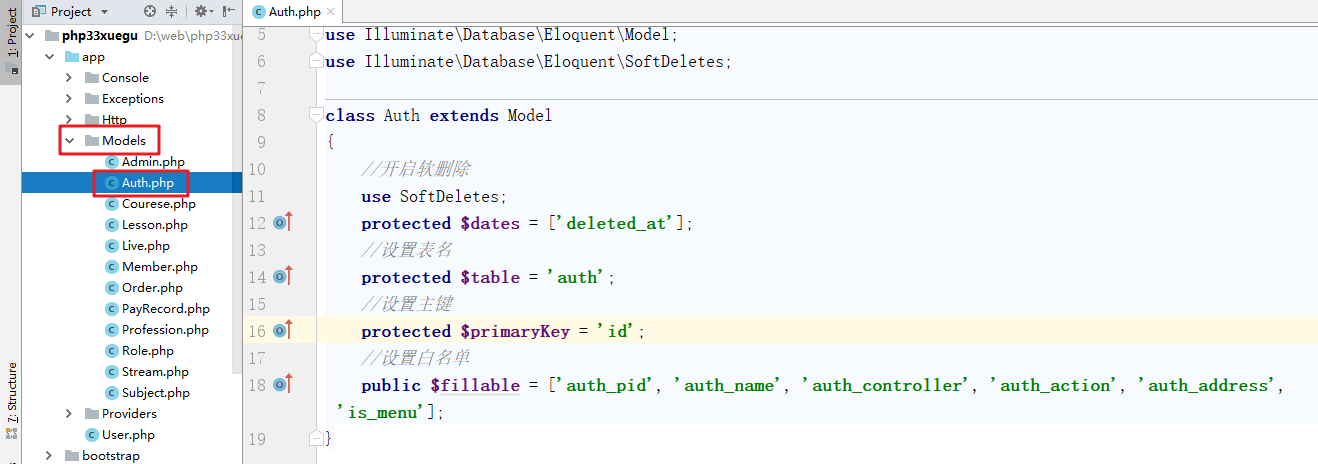 1: Project
7: Structure
Project
php33xuegu D:\web\php33xu
app
Console
Exceptions
Http
Models
Admin.php
Auth.php
Courese.php
Lesson.php
Live.php
Member.php
Order.php
PayRecord.php
Profession.php
Role.php
Stream.php
Subject.php
Providers
User.php
bootstrap
Auth.php
5 use Illuminate\Database\Eloquent\Model;
6 use Illuminate\Database\Eloquent\SoftDeletes;
7
8 class Auth extends Model
9 {
10 //开启软删除
11 use SoftDeletes;
12 protected $dates = ['deleted_at'];
13 //设置表名
14 protected $table = 'auth';
15 //设置主键
16 protected $primaryKey = 'id';
17 //设置白名单
18 public $fillable = ['auth_pid', 'auth_name', 'auth_controller', 'auth_action', 'auth_address',
'is_menu'];
19 }